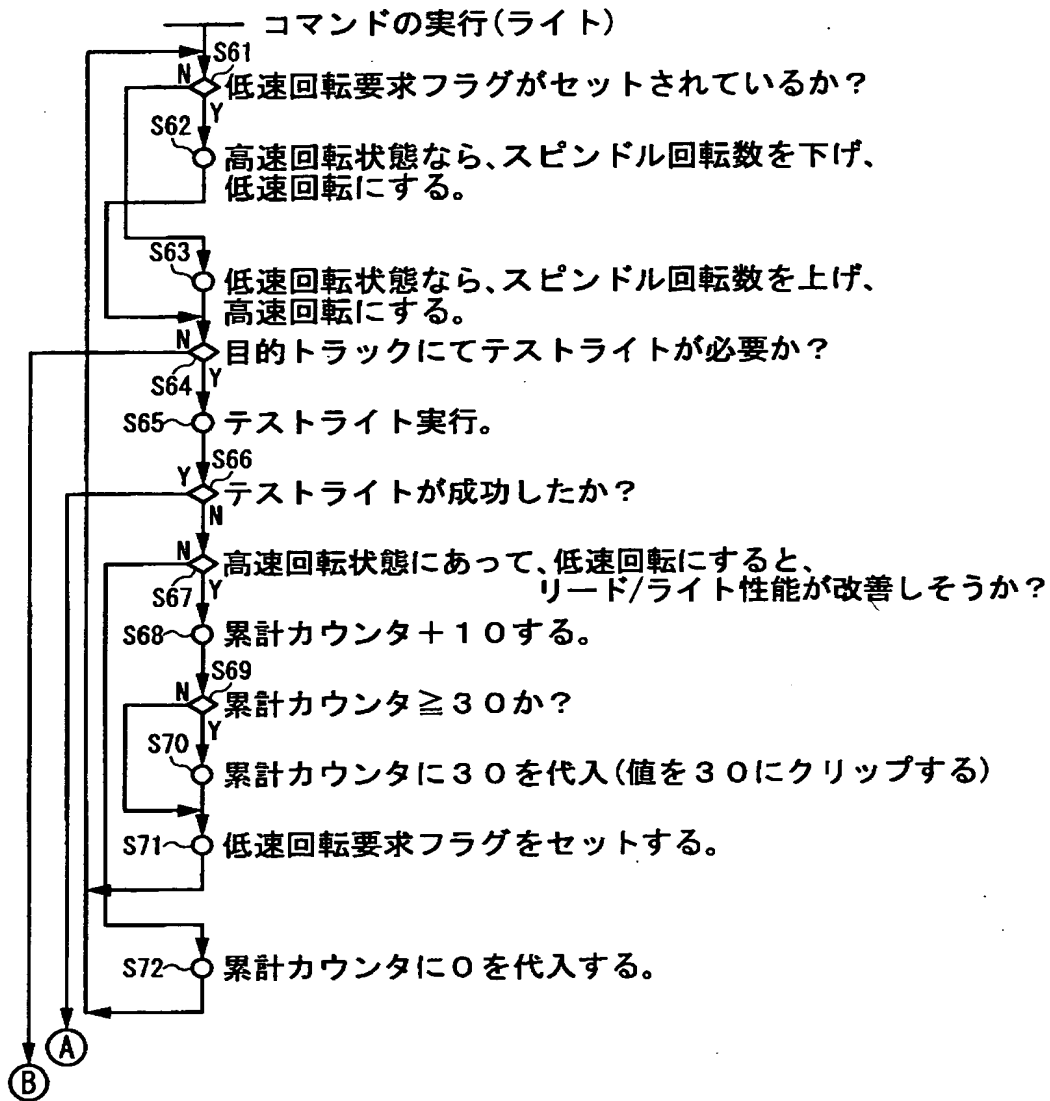 コマンドの実行(ライト)
S61
N
低速回転要求フラグがセットされているか?
Y
S62
高速回転状態なら、スピンドル回転数を下げ、
低速回転にする。
S63
低速回転状態なら、スピンドル回転数を上げ、
高速回転にする。
N
目的トラックにてテストライトが必要か?
S64
Y
S65
テストライト実行。
S66
Y
テストライトが成功したか?
N
N
高速回転状態にあって、低速回転にすると、
リード/ライト性能が改善しそうか?
S67
Y
S68
累計カウンタ+10する。
S69
N
累計カウンタ≧30か?
Y
S70
累計カウンタに30を代入(値を30にクリップする)
S71
低速回転要求フラグをセットする。
S72
累計カウンタに0を代入する。
A
B